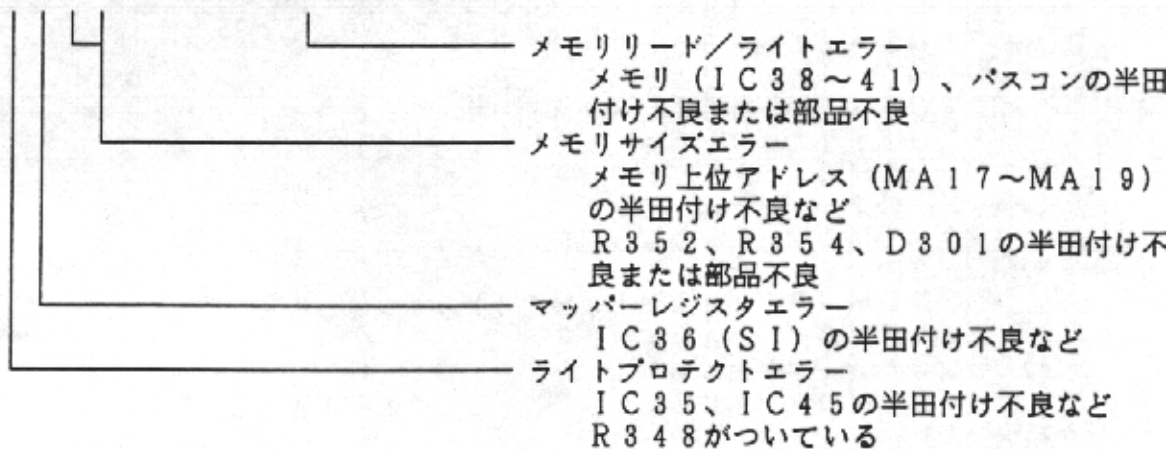 メモリリード／ライトエラー
メモリ（ＩＣ３８～４１）、パスコンの半田
付け不良または部品不良
メモリサイズエラー
メモリ上位アドレス（ＭＡ１７～ＭＡ１９）
の半田付け不良など
Ｒ３５２、Ｒ３５４、Ｄ３０１の半田付け不
良または部品不良
マッパーレジスタエラー
ＩＣ３６（ＳＩ）の半田付け不良など
ライトプロテクトエラー
ＩＣ３５、ＩＣ４５の半田付け不良など
Ｒ３４８がついている